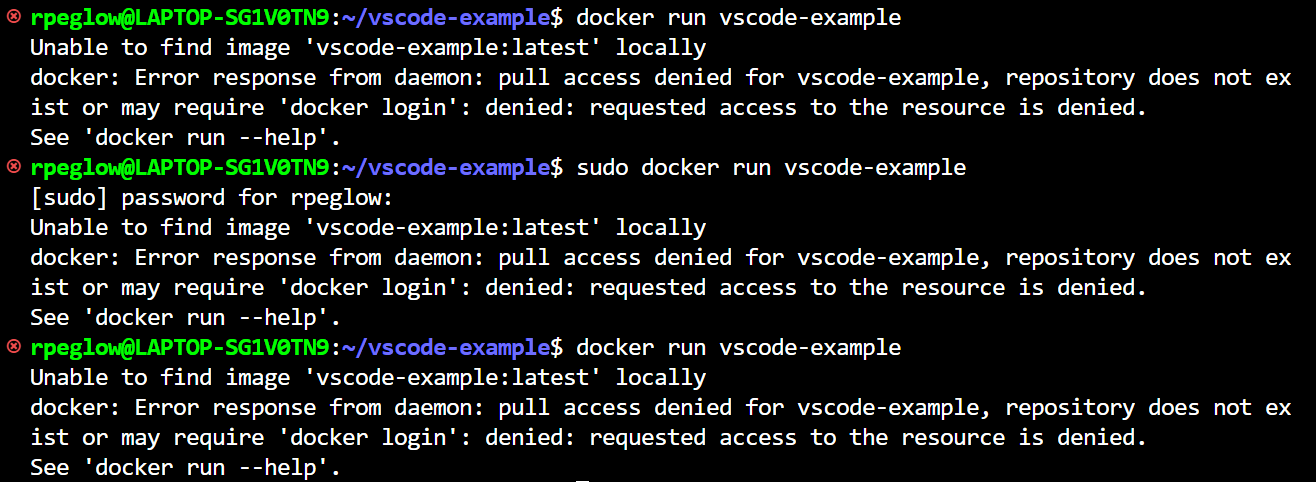 rpeglow@LAPTOP-SG1V0TN9:~/vscode-example$ docker run vscode-example
Unable to find image 'vscode-example:latest' locally
docker: Error response from daemon: pull access denied for vscode-example, repository does not ex
ist or may require 'docker login': denied: requested access to the resource is denied.
See 'docker run --help'.
rpeglow@LAPTOP-SG1V0TN9:~/vscode-example$ sudo docker run vscode-example
[sudo] password for rpeglow:
Unable to find image 'vscode-example:latest' locally
docker: Error response from daemon: pull access denied for vscode-example, repository does not ex
ist or may require 'docker login': denied: requested access to the resource is denied.
See 'docker run --help'.
rpeglow@LAPTOP-SG1V0TN9:~/vscode-example$ docker run vscode-example
Unable to find image 'vscode-example:latest' locally
docker: Error response from daemon: pull access denied for vscode-example, repository does not ex
ist or may require 'docker login': denied: requested access to the resource is denied.
See 'docker run --help'.